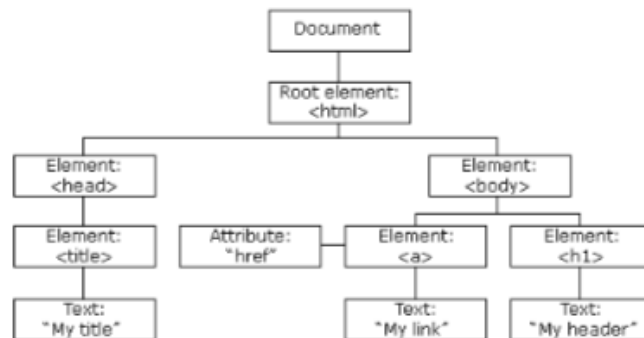 Document
Root element:
<html>
Element:
<head>
Element:
<body>
Element:
<title>
Attribute:
"href"
Element:
<a>
Element:
<h1>
Text:
"My title"
Text:
"My link"
Text:
"My header"